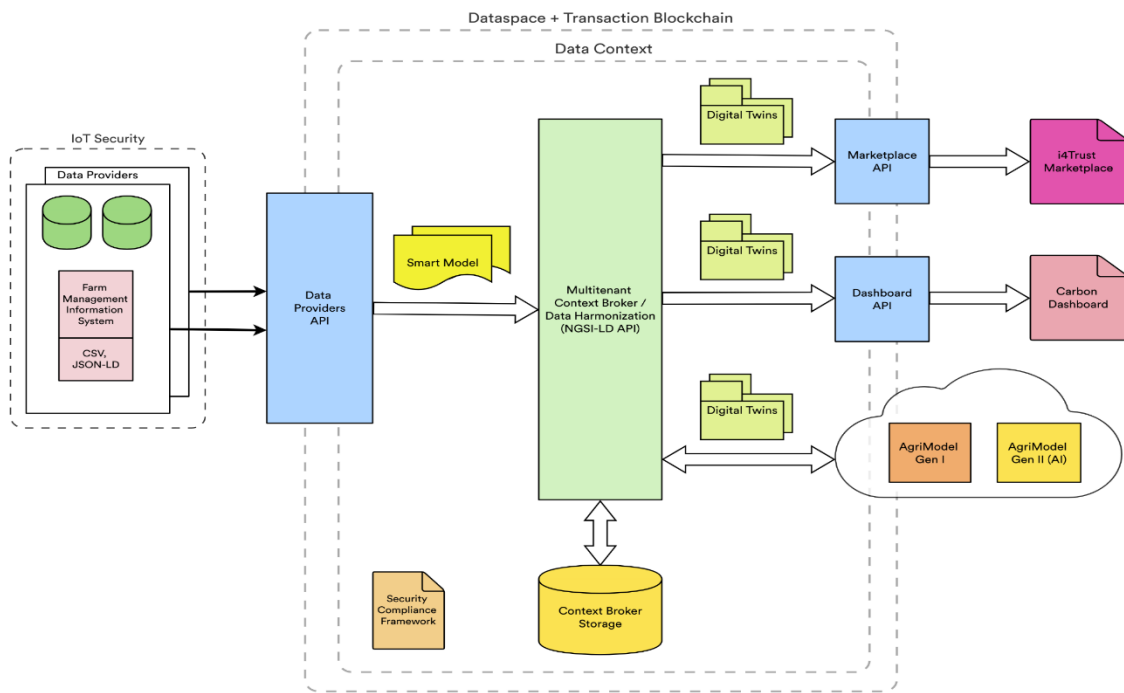 Dataspace + Transaction Blockchain
Data Context
IoT Security
Data Providers
Farm
Management
Information
System
CSV,
JSON-LD
Data
Providers
API
Smart Model
Multitenant
Context Broker /
Data Harmonization
(NGSI-LD API)
Digital Twins
Marketplace
API
i4Trust
Marketplace
Digital Twins
Dashboard
API
Carbon
Dashboard
Digital Twins
AgriModel
Gen I
AgriModel
Gen II (AI)
Security
Compliance
Framework
Context Broker
Storage